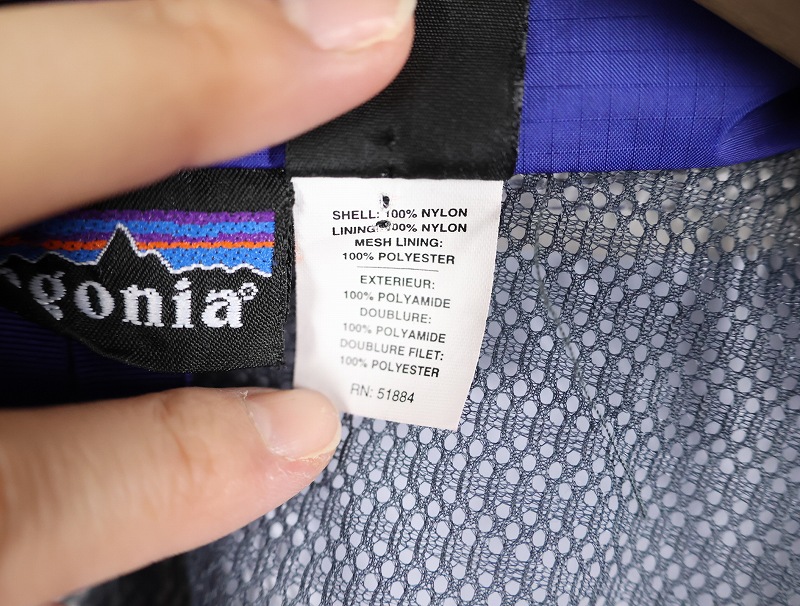 gonia®
SHELL: 100% NYLON
LINING: 100% NYLON
MESH LINING:
100% POLYESTER
EXTERIEUR:
100% POLYAMIDE
DOUBLURE:
100% POLYAMIDE
DOUBLURE FILET:
100% POLYESTER
RN: 51884